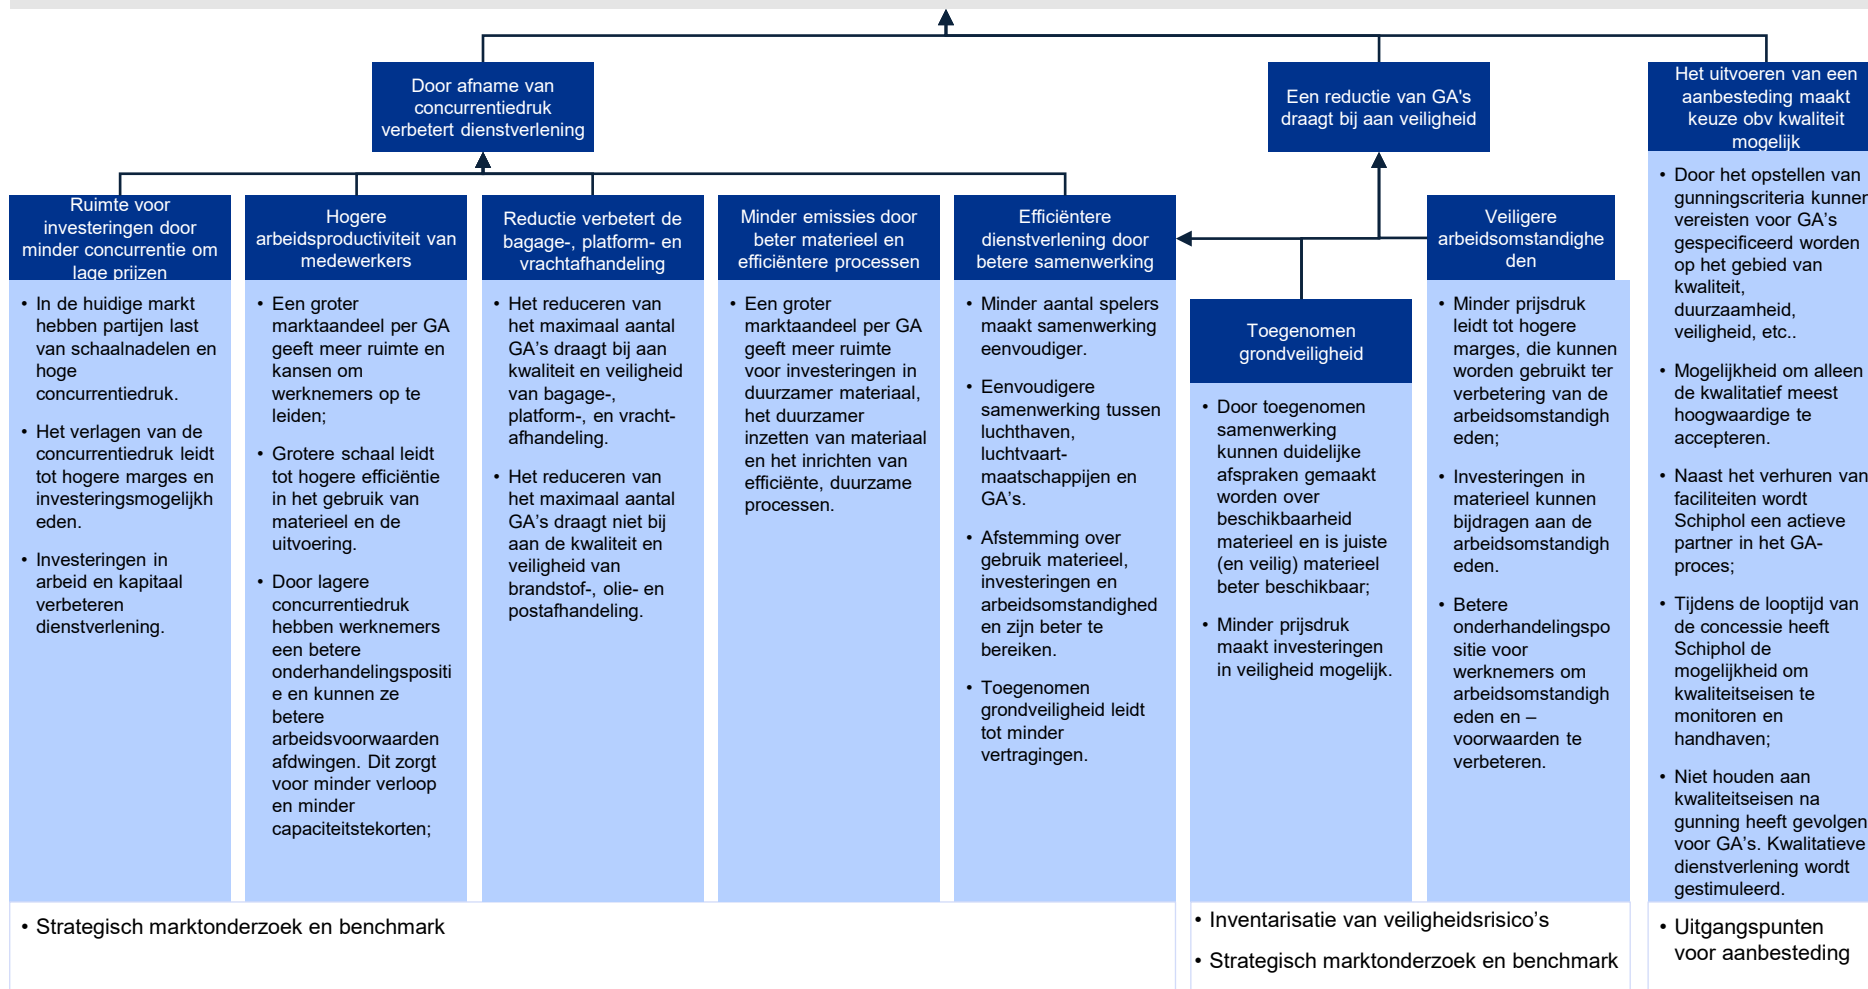 Door afname van
concurrentiedruk
verbetert dienstverlening
Een reductie van GA's
draagt bij aan veiligheid
Het uitvoeren van een
aanbesteding maakt
keuze obv kwaliteit
mogelijk
Ruimte voor
investeringen door
minder concurrentie om
lage prijzen
• In de huidige markt
hebben partijen last
van schaalnadelen en
hoge
concurrentiedruk.
• Het verlagen van de
concurrentiedruk leidt
tot hogere marges en
investeringsmogelijkh
eden.
• Investeringen in
arbeid en kapitaal
verbeteren
dienstverlening.
Hogere
arbeidsproductiviteit van
medewerkers
• Een groter
marktaandeel per GA
geeft meer ruimte en
kansen om
werknemers op te
leiden;
• Grotere schaal leidt
tot hogere efficiëntie
in het gebruik van
materieel en de
uitvoering.
• Door lagere
concurrentiedruk
hebben werknemers
een betere
onderhandelingspositi
e en kunnen ze
betere
arbeidsvoorwaarden
afdwingen. Dit zorgt
voor minder verloop
en minder
capaciteitstekorten;
Reductie verbetert de
bagage-, platform- en
vrachtafhandeling
• Het reduceren van
het maximaal aantal
GA's draagt bij aan
kwaliteit en veiligheid
van bagage-,
platform-, en vracht-
afhandeling.
• Het reduceren van
het maximaal aantal
GA's draagt niet bij
aan de kwaliteit en
veiligheid van
brandstof-, olie- en
postafhandeling.
Minder emissies door
beter materieel en
efficiëntere processen
• Een groter
marktaandeel per GA
geeft meer ruimte
voor investeringen in
duurzamer materiaal,
het duurzamer
inzetten van materiaal
en het inrichten van
efficiënte, duurzame
processen.
Efficiëntere
dienstverlening door
betere samenwerking
• Minder aantal spelers
maakt samenwerking
eenvoudiger.
• Eenvoudigere
samenwerking tussen
luchthaven,
luchtvaart-
maatschappijen en
GA's.
• Afstemming over
gebruik materieel,
investeringen en
arbeidsomstandighed
en zijn beter te
bereiken.
• Toegenomen
grondveiligheid leidt
tot minder
vertragingen.
Toegenomen
grondveiligheid
• Door toegenomen
samenwerking
kunnen duidelijke
afspraken gemaakt
worden over
beschikbaarheid
materieel en is juiste
(en veilig) materieel
beter beschikbaar;
• Minder prijsdruk
maakt investeringen
in veiligheid mogelijk.
Veiligere
arbeidsomstandighe
den
• Minder prijsdruk
leidt tot hogere
marges, die kunnen
worden gebruikt ter
verbetering van de
arbeidsomstandigh
eden;
• Investeringen in
materieel kunnen
bijdragen aan de
arbeidsomstandigh
eden.
• Betere
onderhandelingspo
sitie voor
werknemers om
arbeidsomstandigh
eden en –
voorwaarden te
verbeteren.
• Door het opstellen van
gunningscriteria kunnen
vereisten voor GA's
gespecificeerd worden
op het gebied van
kwaliteit,
duurzaamheid,
veiligheid, etc..
• Mogelijkheid om alleen
de kwalitatief meest
hoogwaardige te
accepteren.
• Naast het verhuren van
faciliteiten wordt
Schiphol een actieve
partner in het GA-
proces;
• Tijdens de looptijd van
de concessie heeft
Schiphol de
mogelijkheid om
kwaliteitseisen te
monitoren en
handhaven;
• Niet houden aan
kwaliteitseisen na
gunning heeft gevolgen
voor GA's. Kwalitatieve
dienstverlening wordt
gestimuleerd.
• Strategisch marktonderzoek en benchmark
• Inventarisatie van veiligheidsrisico's
• Strategisch marktonderzoek en benchmark
• Uitgangspunten
voor aanbesteding